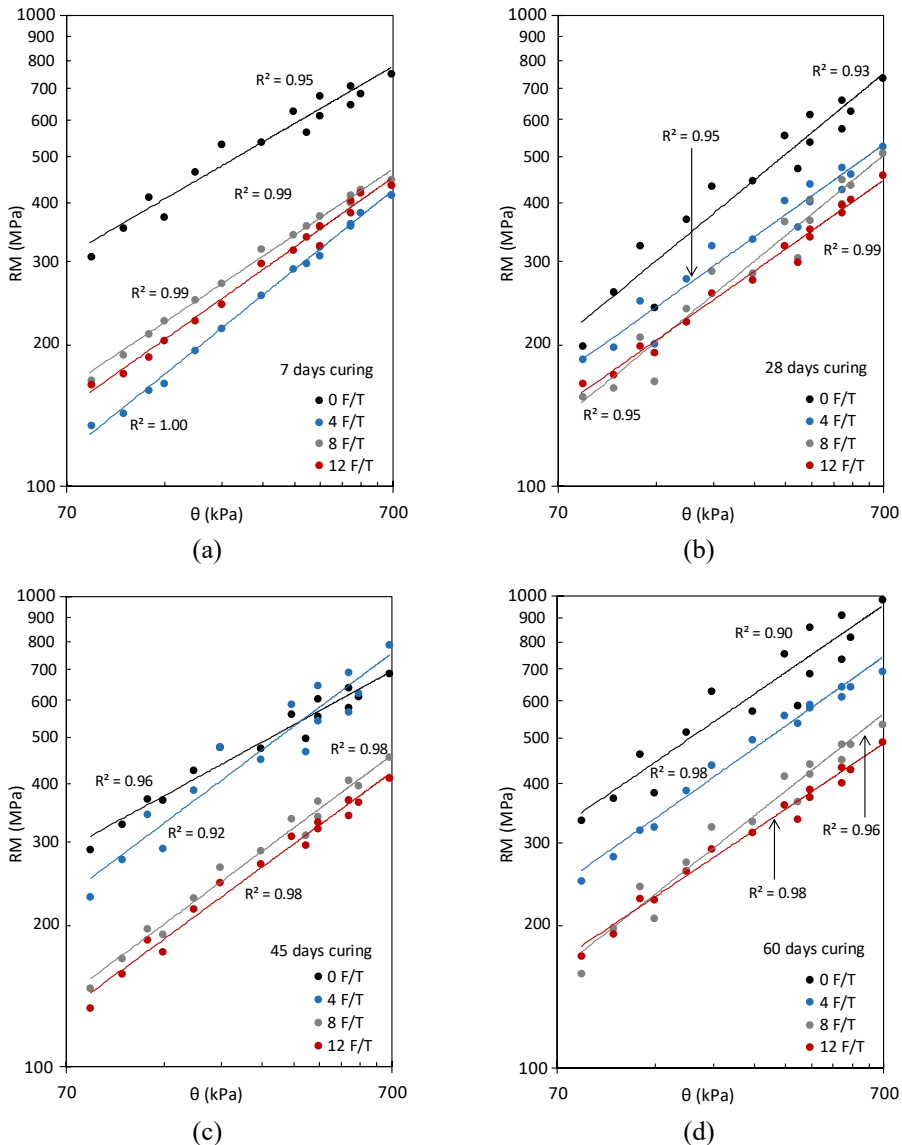 1000
900
800
700
600
500
400
300
200
100
RM (MPa)
R² = 0.95
R² = 0.99
R² = 0.99
R² = 1.00
7 days curing
0 F/T
4 F/T
8 F/T
12 F/T
70
θ (kPa)
700
(a)
1000
900
800
700
600
500
400
300
200
100
RM (MPa)
R² = 0.93
R² = 0.95
R² = 0.99
R² = 0.95
28 days curing
0 F/T
4 F/T
8 F/T
12 F/T
70
θ (kPa)
700
(b)
1000
900
800
700
600
500
400
300
200
100
RM (MPa)
R² = 0.98
R² = 0.96
R² = 0.92
R² = 0.98
45 days curing
0 F/T
4 F/T
8 F/T
12 F/T
70
θ (kPa)
700
(c)
1000
900
800
700
600
500
400
300
200
100
RM (MPa)
R² = 0.90
R² = 0.98
R² = 0.96
R² = 0.98
60 days curing
0 F/T
4 F/T
8 F/T
12 F/T
70
θ (kPa)
700
(d)